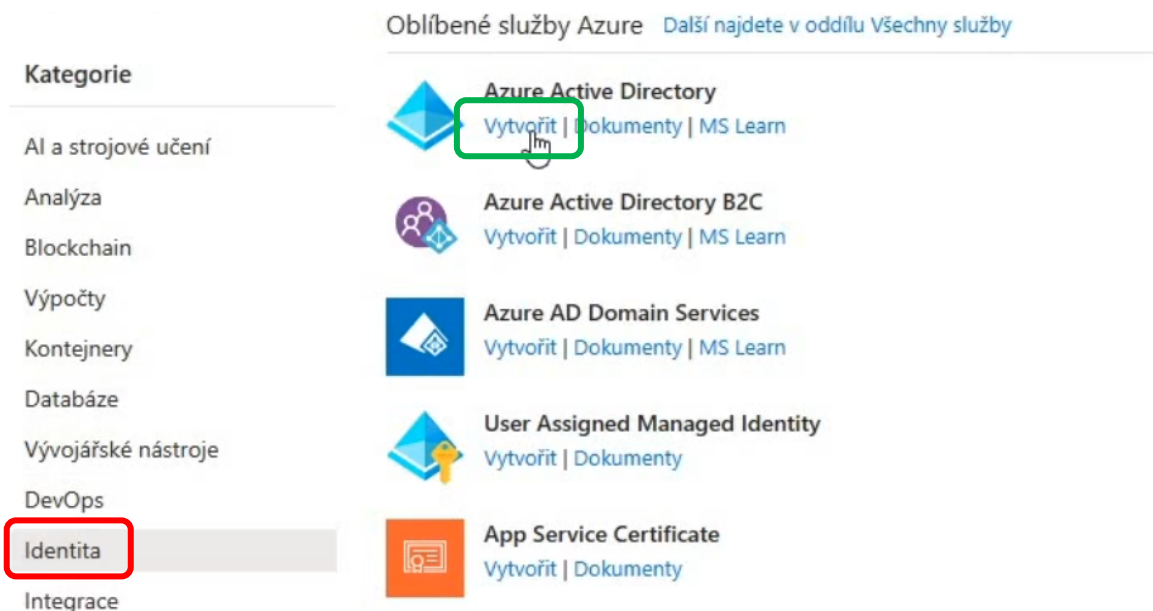 Oblíbené služby Azure Další najdete v oddílu Všechny služby
Kategorie
AI a strojové učení
Analýza
Blockchain
Výpočty
Kontejnery
Databáze
Vývojářské nástroje
DevOps
Identita
Integrace
Azure Active Directory
Vytvořit | Dokumenty | MS Learn
Azure Active Directory B2C
Vytvořit | Dokumenty | MS Learn
Azure AD Domain Services
Vytvořit | Dokumenty | MS Learn
User Assigned Managed Identity
Vytvořit | Dokumenty
App Service Certificate
Vytvořit | Dokumenty